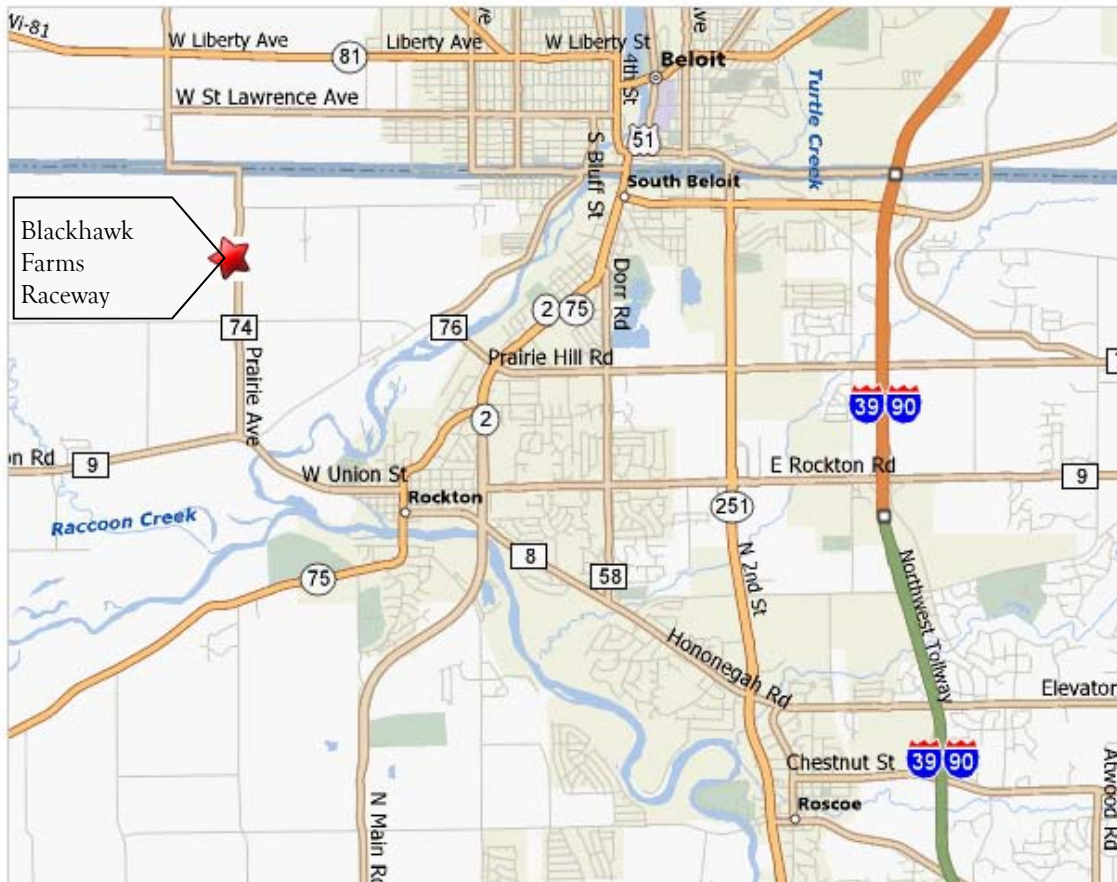 Wi-81
W Liberty Ave
Liberty Ave
W Liberty St
81
4th St
Beloit
W St Lawrence Ave
51
S Bluff St
Turtle Creek
South Beloit
Blackhawk
Farms
Raceway
74
Prairie Ave
76
2
75
Dorr Rd
Prairie Hill Rd
2
39
90
on Rd
9
W Union St
Rockton
E Rockton Rd
9
251
Raccoon Creek
8
58
75
N 2nd St
Northwest Tollway
Hononegah Rd
Elevator
39
90
Chestnut St
Atwood Rd
Roscoe
N Main Rd